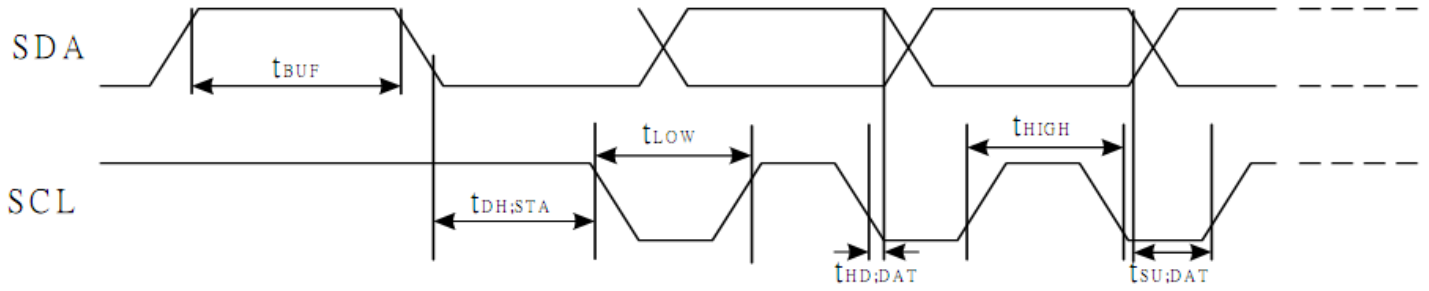 SDA
tBUF
tLOW
tHIGH
SCL
tDH;STA
tHD;DAT
tSU;DAT